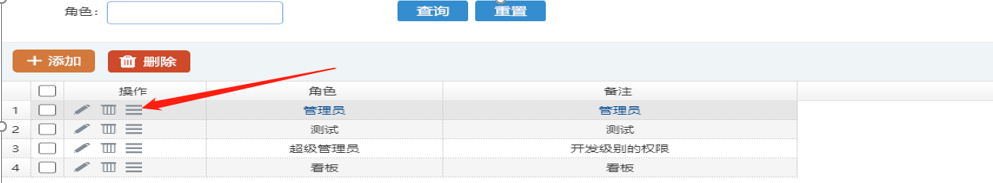 角色:
查询 重置
添加 删除
操作 角色 备注
1 管理员 管理员
2 测试 测试
3 超级管理员 开发级别的权限
4 看板 看板